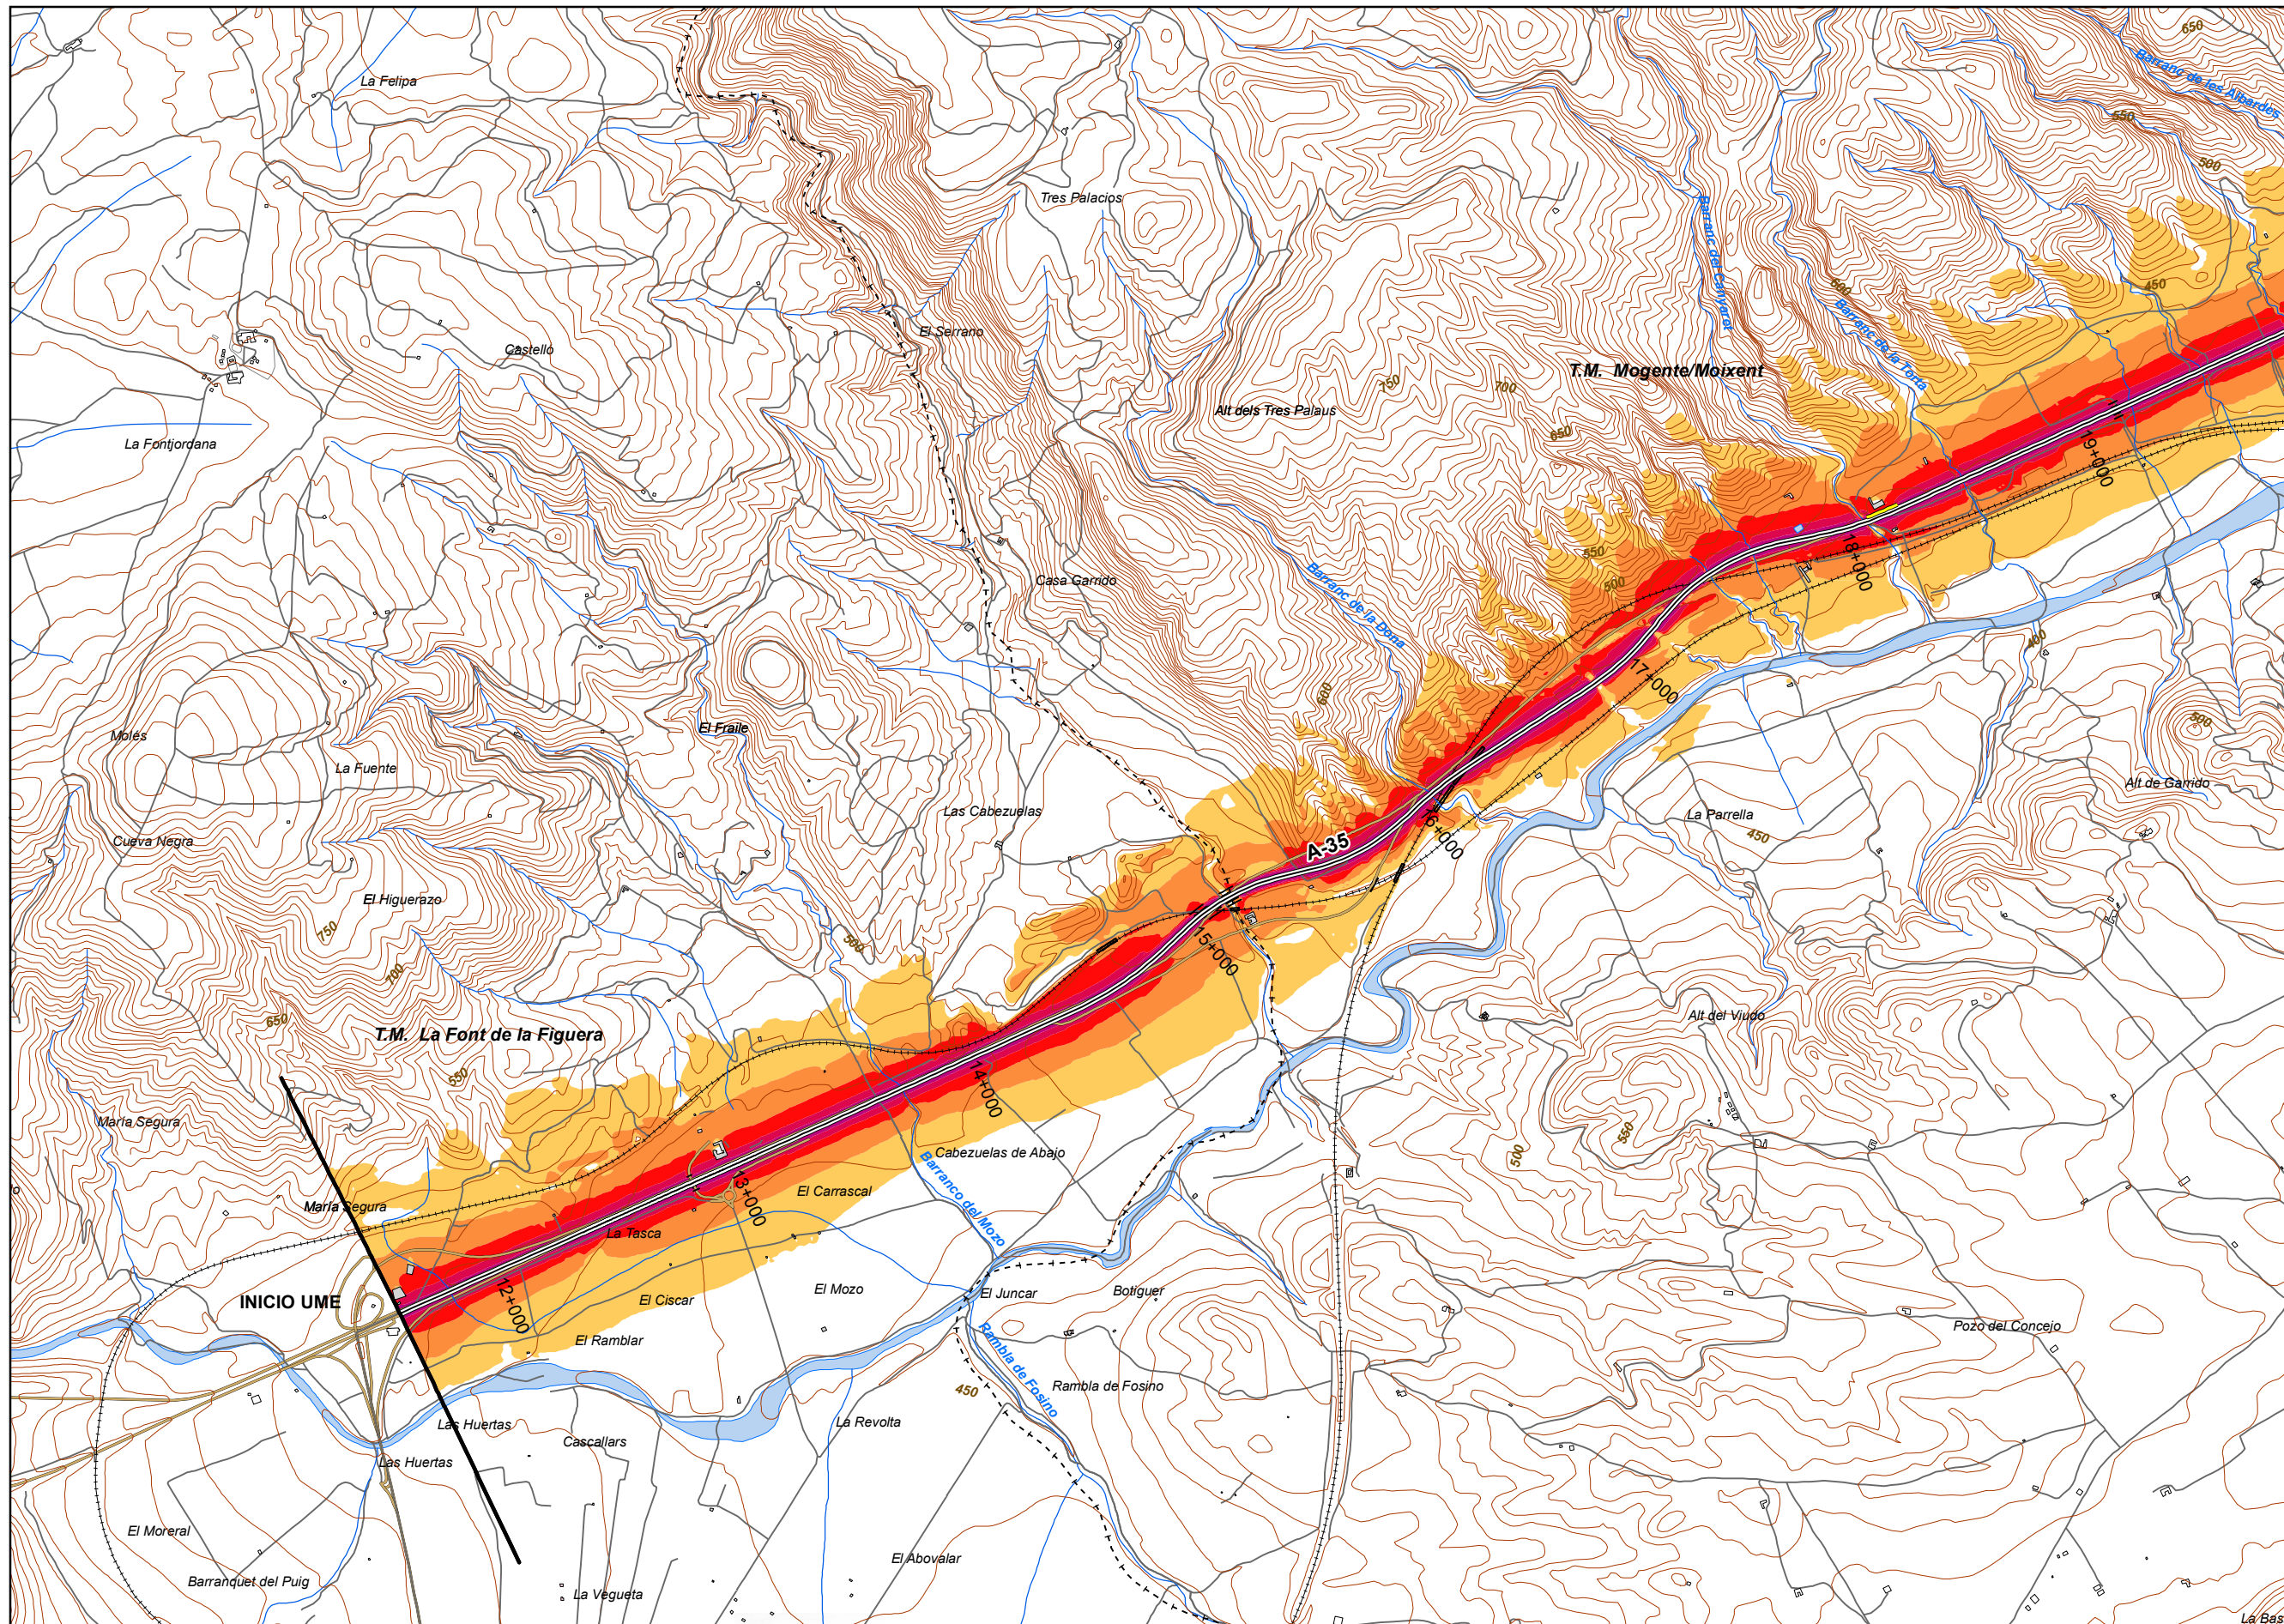 650
Barranc de les Albardes
La Felipa
550
500
Tres Palacios
Barranc del Canyaret
600
450
Barranc de la Torta
El Serrano
Castelló
T.M. Mogente/Moixent
750
700
Alt dels Tres Palaus
650
La Fontjordana
19+000
550
18+000
Casa Garrido
500
Barranc de la Dona
400
17+000
600
500
El Fraile
Molés
La Fuente
Alt de Garrido
Las Cabezuelas
La Parrella
450
Cueva Negra
16+000
A-35
El Higuerazo
750
500
15+000
700
650
Alt del Viudo
T.M. La Font de la Figuera
550
14+000
María Segura
550
500
Cabezuelas de Abajo
Barranco del Mozo
El Carrascal
13+000
María Segura
La Tasca
El Mozo
El Juncar
Botiguer
INICIO UME
12+000
El Ciscar
El Ramblar
Pozo del Concejo
Rambla de Fosino
450
Rambla de Fosino
La Revolta
Las Huertas
Cascallars
Las Huertas
El Moreral
El Abovalar
Barranquet del Puig
La Vegueta
La Bas